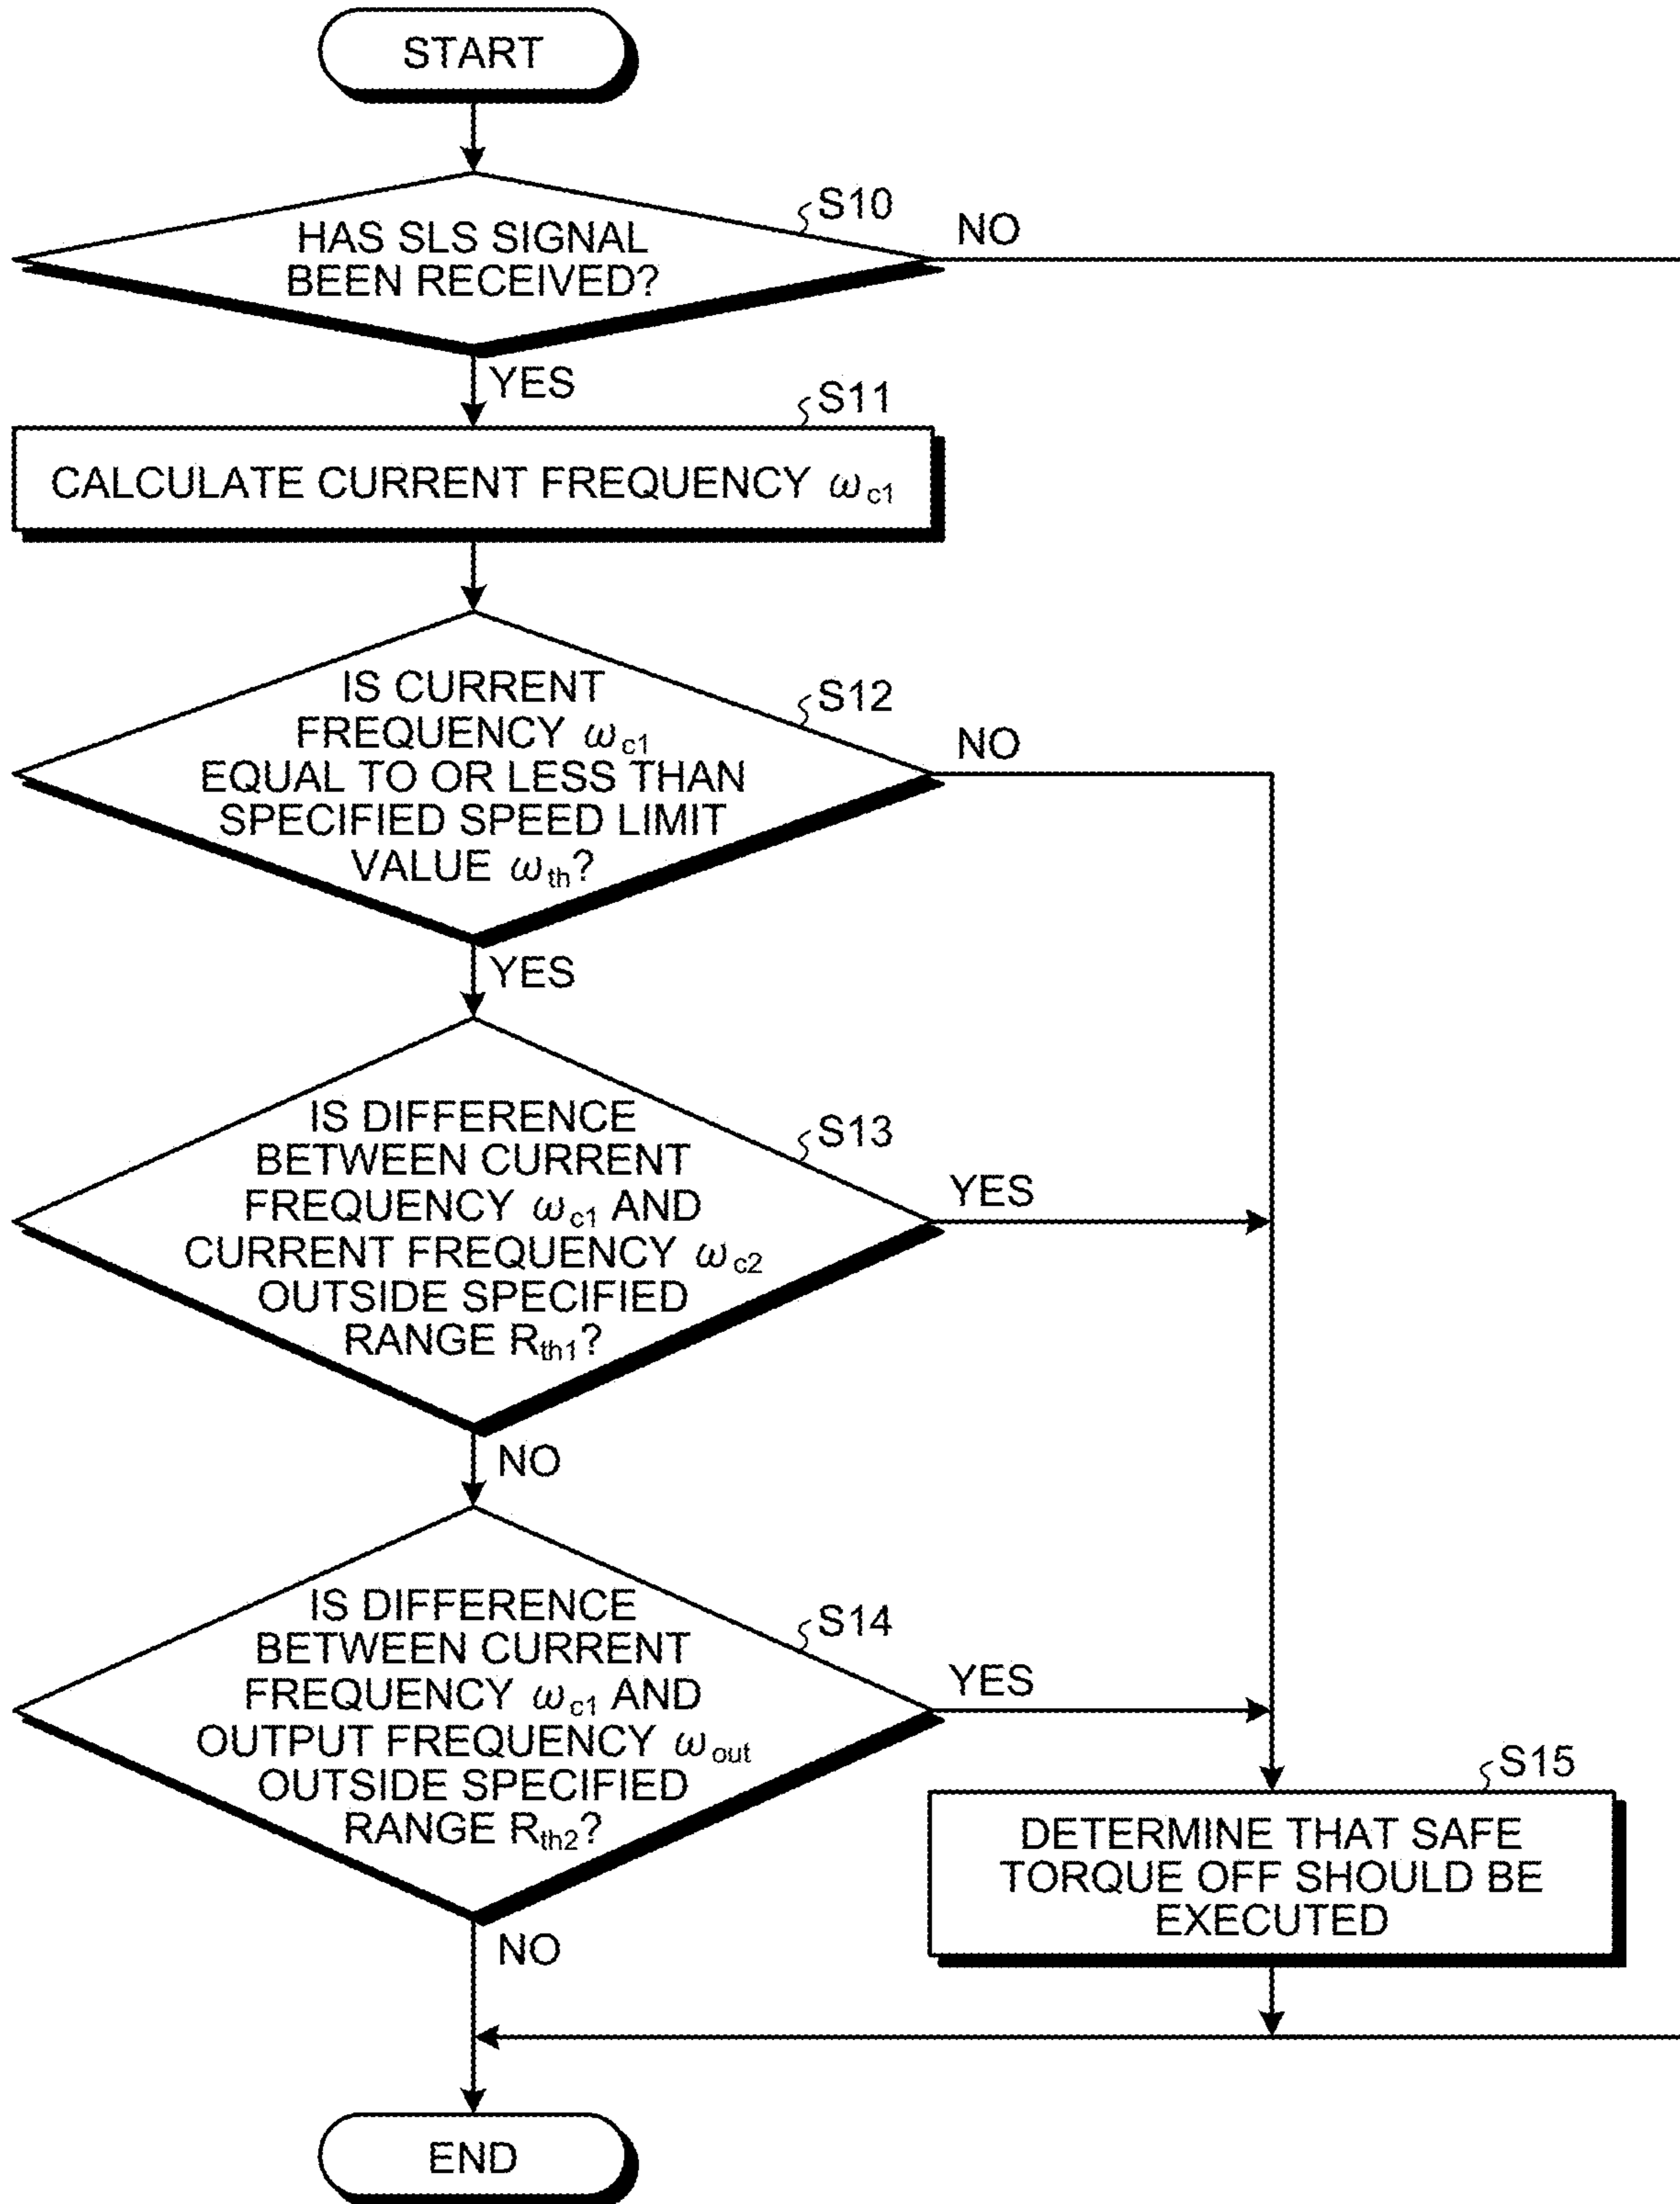 START
S10
HAS SLS SIGNAL
BEEN RECEIVED?
NO
YES
S11
CALCULATE CURRENT FREQUENCY ωc1
S12
IS CURRENT
FREQUENCY ωc1
EQUAL TO OR LESS THAN
SPECIFIED SPEED LIMIT
VALUE ωth?
NO
YES
S13
IS DIFFERENCE
BETWEEN CURRENT
FREQUENCY ωc1 AND
CURRENT FREQUENCY ωc2
OUTSIDE SPECIFIED
RANGE Rth1?
YES
NO
S14
IS DIFFERENCE
BETWEEN CURRENT
FREQUENCY ωc1 AND
OUTPUT FREQUENCY ωout
OUTSIDE SPECIFIED
RANGE Rth2?
YES
NO
S15
DETERMINE THAT SAFE
TORQUE OFF SHOULD BE
EXECUTED
END